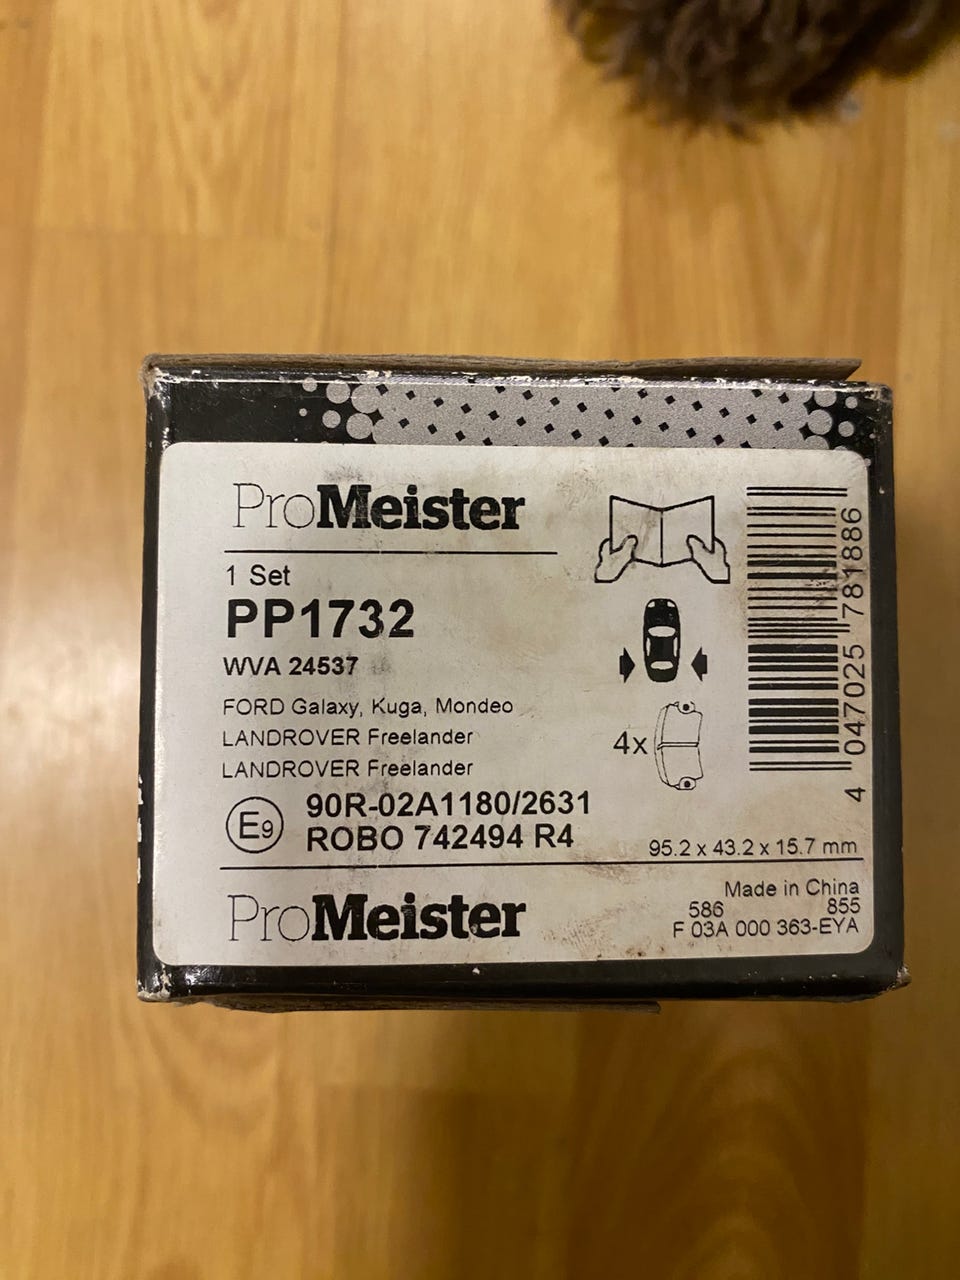 ProMeister
1 Set
PP1732
WVA 24537
FORD Galaxy, Kuga, Mondeo
LANDROVER Freelander
LANDROVER Freelander
E9
90R-02A1180/2631
ROBO 742494 R4
4x
95.2 x 43.2 x 15.7 mm
4 047025 781886
ProMeister
Made in China
586 855
F 03A 000 363-EYA